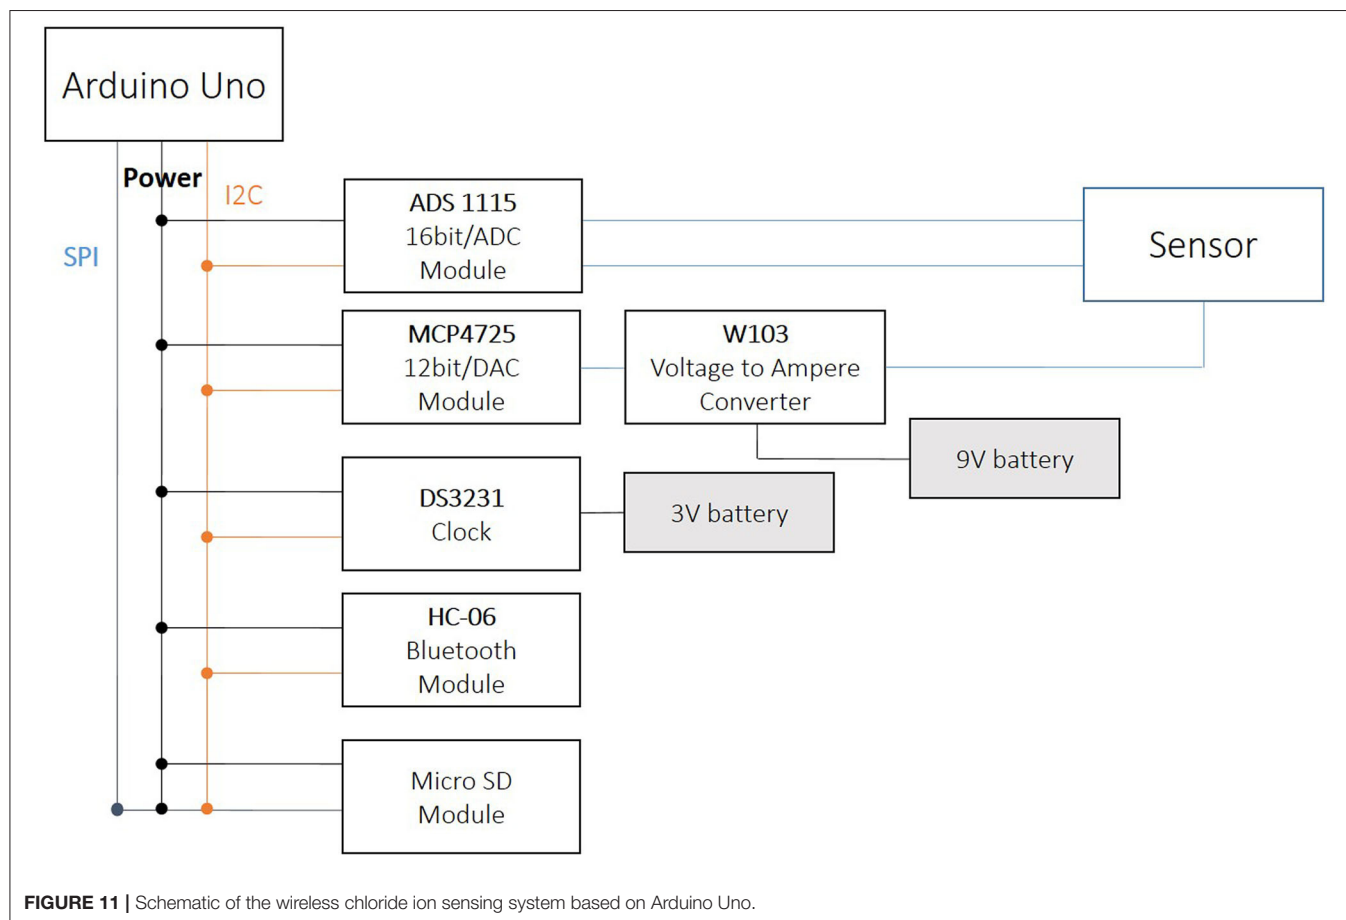 Arduino Uno
Power
I2C
SPI
ADS 1115
16bit/ADC
Module
Sensor
MCP4725
12bit/DAC
Module
W103
Voltage to Ampere
Converter
9V battery
DS3231
Clock
3V battery
HC-06
Bluetooth
Module
Micro SD
Module
FIGURE 11 | Schematic of the wireless chloride ion sensing system based on Arduino Uno.